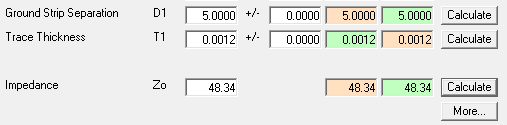 Ground Strip Separation D1 5.0000 +/- 0.0000 5.0000 5.0000 Calculate
Trace Thickness T1 0.0012 +/- 0.0000 0.0012 0.0012 Calculate
Impedance Zo 48.34 48.34 48.34 Calculate
More...